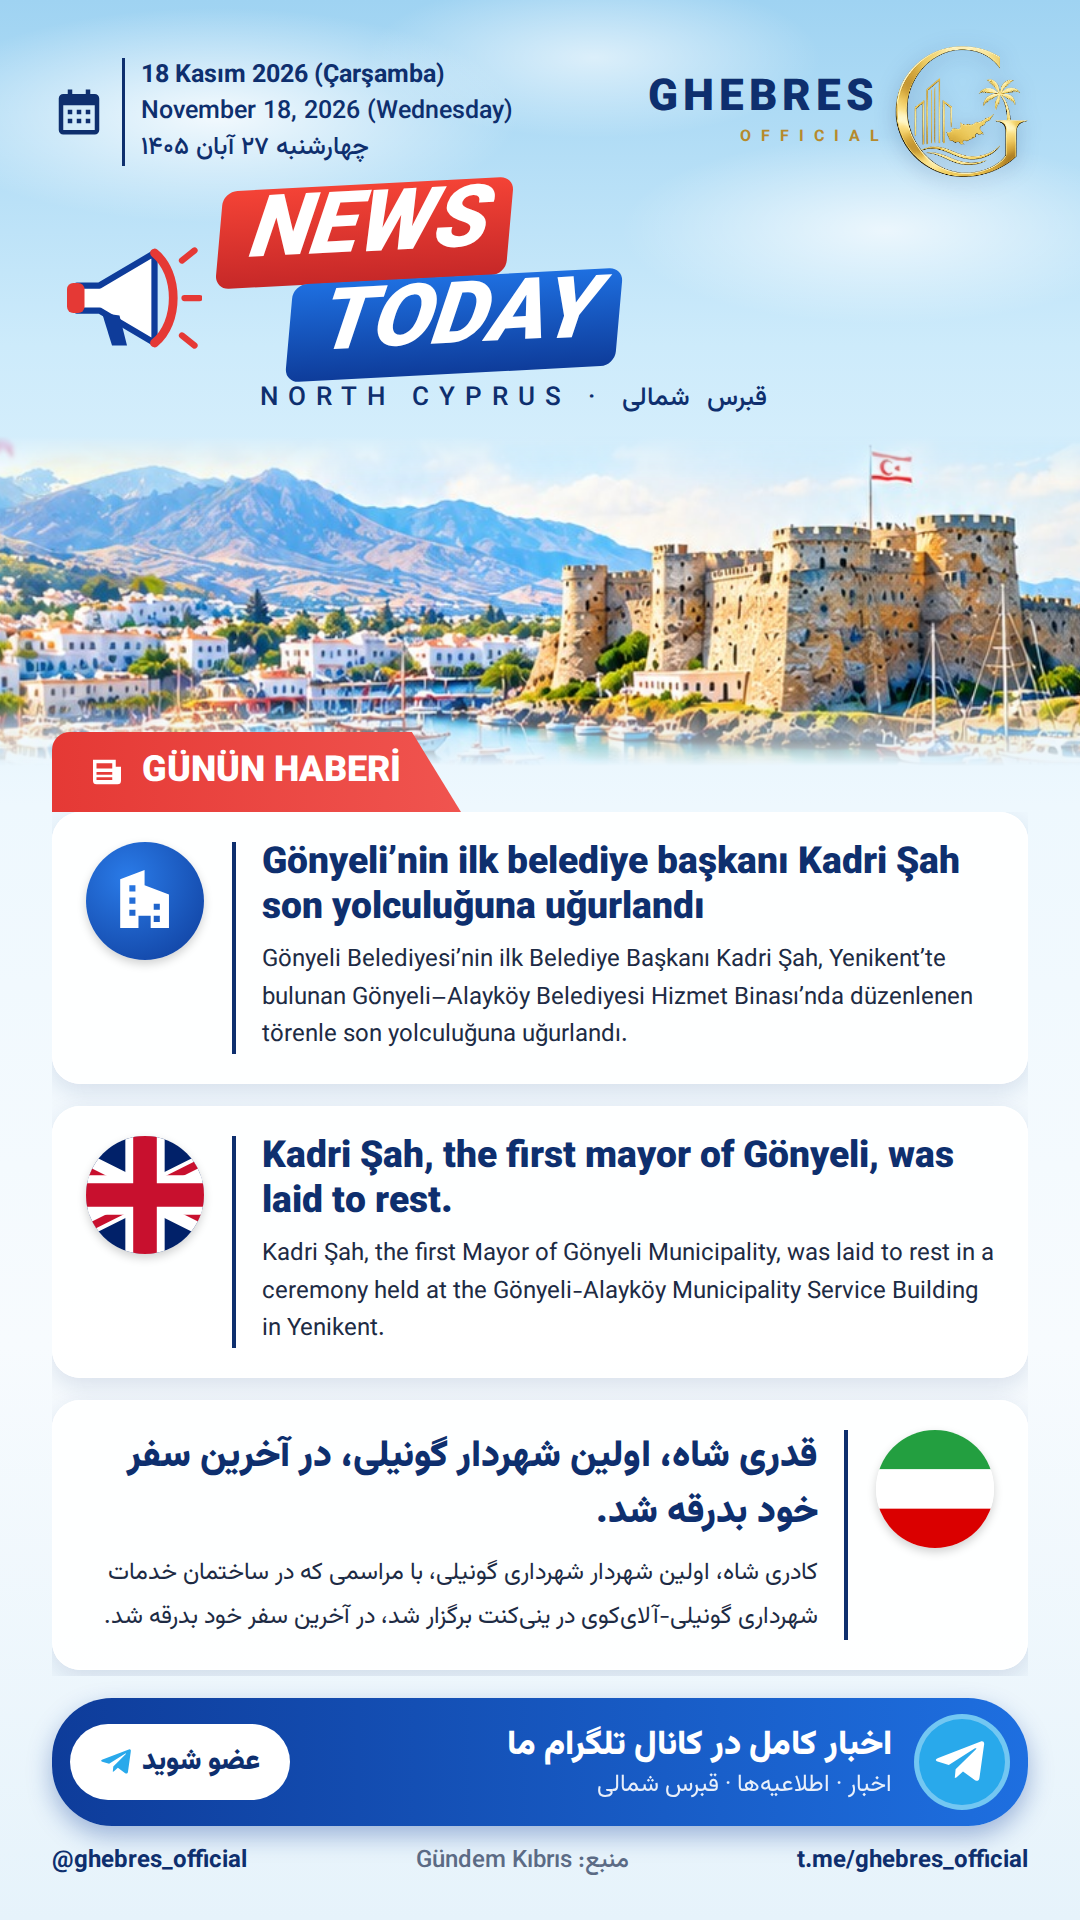 18 Kasım 2026 (Çarşamba)
November 18, 2026 (Wednesday)
چهارشنبه ۲۷ آبان ۱۴۰۵
GHEBRES
OFFICIAL
NEWS
TODAY
NORTH CYPRUS · قبرس شمالی
GÜNÜN HABERİ
Gönyeli’nin ilk belediye başkanı Kadri Şah
son yolculuğuna uğurlandı
Gönyeli Belediyesi’nin ilk Belediye Başkanı Kadri Şah, Yenikent’te
bulunan Gönyeli–Alayköy Belediyesi Hizmet Binası’nda düzenlenen
törenle son yolculuğuna uğurlandı.
Kadri Şah, the first mayor of Gönyeli, was
laid to rest.
Kadri Şah, the first Mayor of Gönyeli Municipality, was laid to rest in a
ceremony held at the Gönyeli-Alayköy Municipality Service Building
in Yenikent.
قدری شاه، اولین شهردار گونیلی، در آخرین سفر
خود بدرقه شد.
کادری شاه، اولین شهردار شهرداری گونیلی، با مراسمی که در ساختمان خدمات
شهرداری گونیلی-آلای‌کوی در ینی‌کنت برگزار شد، در آخرین سفر خود بدرقه شد.
اخبار کامل در کانال تلگرام ما
اخبار · اطلاعیه‌ها · قبرس شمالی
عضو شوید
@ghebres_official
منبع: Gündem Kıbrıs
t.me/ghebres_official